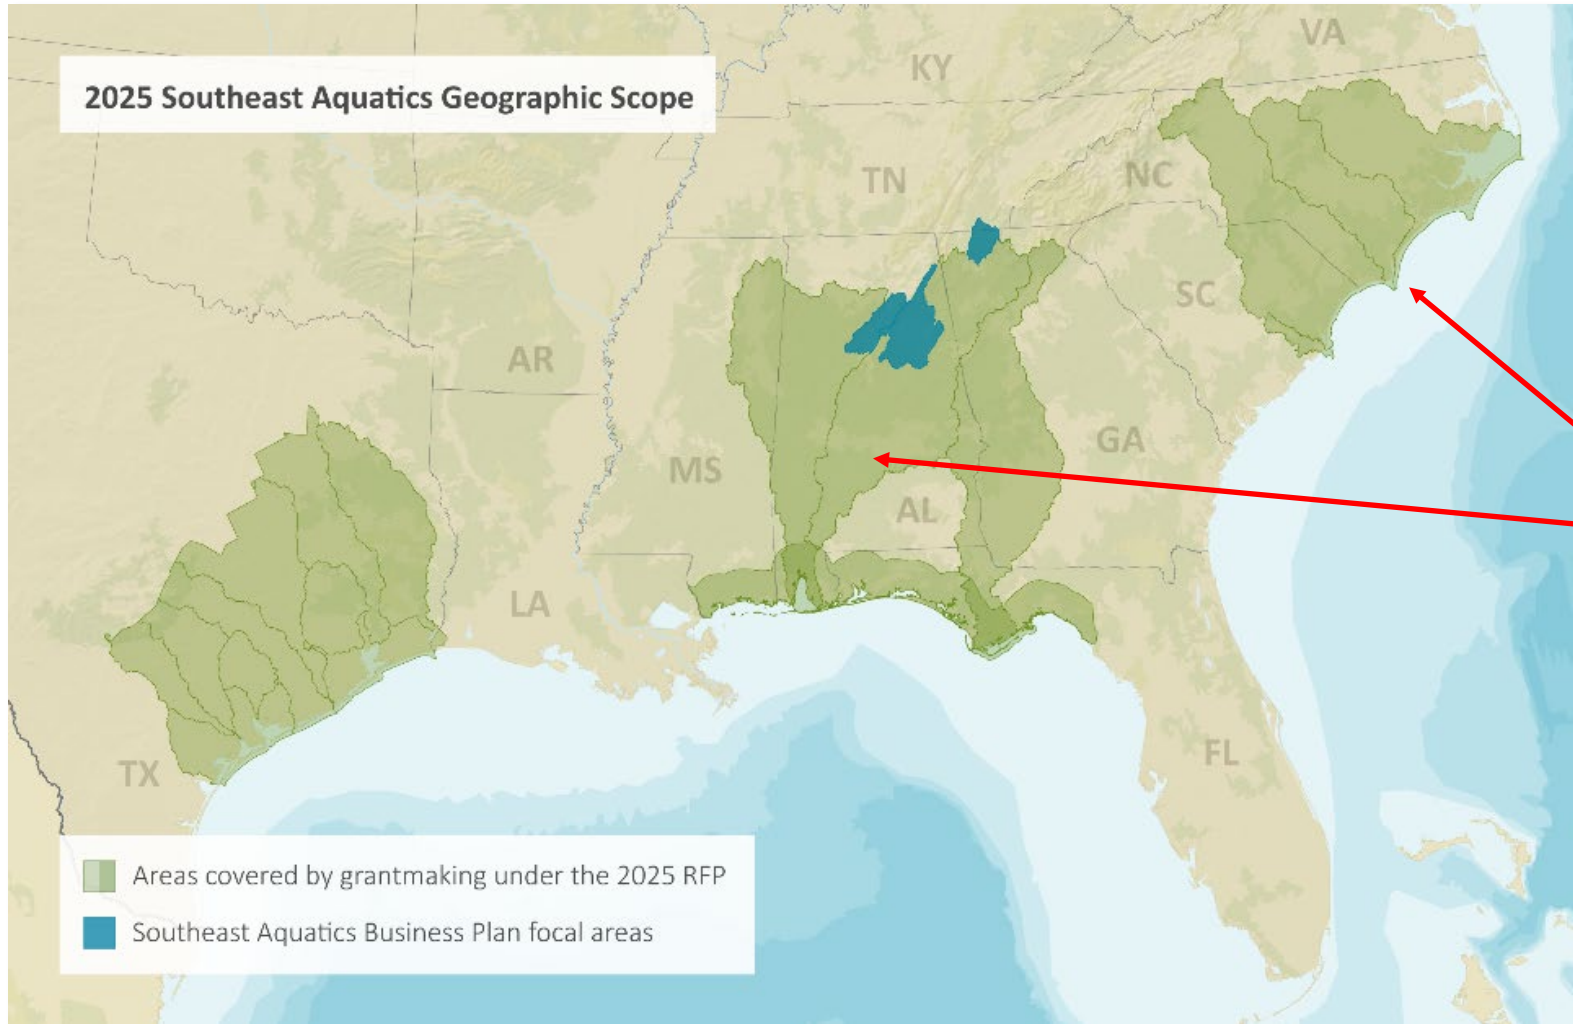 2025 Southeast Aquatics Geographic Scope
VA
KY
TN
NC
SC
AR
MS
AL
GA
LA
TX
FL
Areas covered by grantmaking under the 2025 RFP
Southeast Aquatics Business Plan focal areas